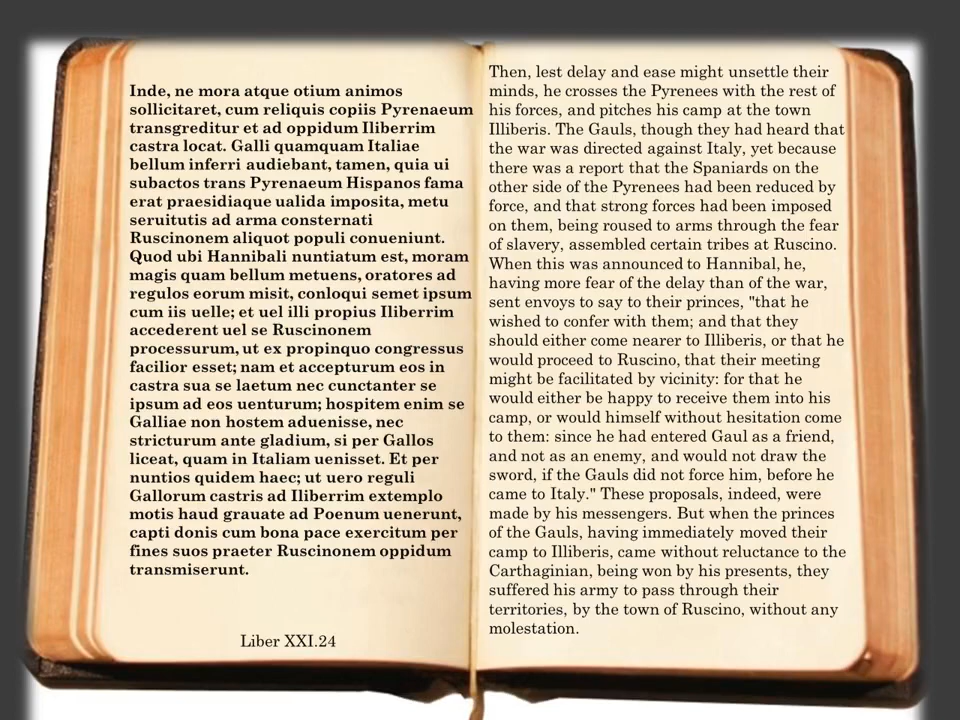 Inde, ne mora atque otium animos
sollicitaret, cum reliquis copiis Pyrenaeum
transgreditur et ad oppidum Iliberrim
castra locat. Galli quamquam Italiae
bellum inferri audiebant, tamen, quia ui
subactos trans Pyrenaeum Hispanos fama
erat praesidiaque ualida imposita, metu
seruitutis ad arma consternati
Ruscinonem aliquot populi conueniunt.
Quod ubi Hannibali nuntiatum est, moram
magis quam bellum metuens, oratores ad
regulos eorum misit, conloqui semet ipsum
cum iis uelle; et uel illi propius Iliberrim
accederent uel se Ruscinonem
processurum, ut ex propinquo congressus
facilior esset; nam et accepturum eos in
castra sua se laetum nec cunctanter se
ipsum ad eos uenturum; hospitem enim se
Galliae non hostem aduenisse, nec
stricturum ante gladium, si per Gallos
liceat, quam in Italiam uenisset. Et per
nuntios quidem haec; ut uero reguli
Gallorum castris ad Iliberrim extemplo
motis haud grauate ad Poenum uenerunt,
capti donis cum bona pace exercitum per
fines suos praeter Ruscinonem oppidum
transmiserunt.
Liber XXI.24
Then, lest delay and ease might unsettle their
minds, he crosses the Pyrenees with the rest of
his forces, and pitches his camp at the town
Illiberis. The Gauls, though they had heard that
the war was directed against Italy, yet because
there was a report that the Spaniards on the
other side of the Pyrenees had been reduced by
force, and that strong forces had been imposed
on them, being roused to arms through the fear
of slavery, assembled certain tribes at Ruscino.
When this was announced to Hannibal, he,
having more fear of the delay than of the war,
sent envoys to say to their princes, "that he
wished to confer with them; and that they
should either come nearer to Illiberis, or that he
would proceed to Ruscino, that their meeting
might be facilitated by vicinity: for that he
would either be happy to receive them into his
camp, or would himself without hesitation come
to them: since he had entered Gaul as a friend,
and not as an enemy, and would not draw the
sword, if the Gauls did not force him, before he
came to Italy." These proposals, indeed, were
made by his messengers. But when the princes
of the Gauls, having immediately moved their
camp to Illiberis, came without reluctance to the
Carthaginian, being won by his presents, they
suffered his army to pass through their
territories, by the town of Ruscino, without any
molestation.